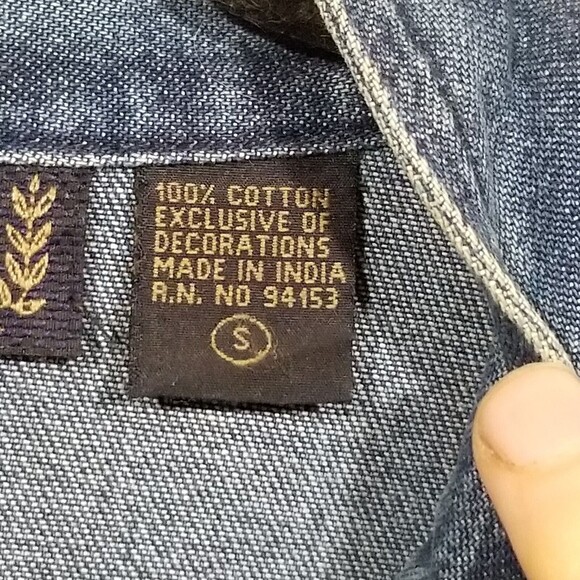 100% COTTON
EXCLUSIVE OF
DECORATIONS
MADE IN INDIA
R.N. NO 94153
S